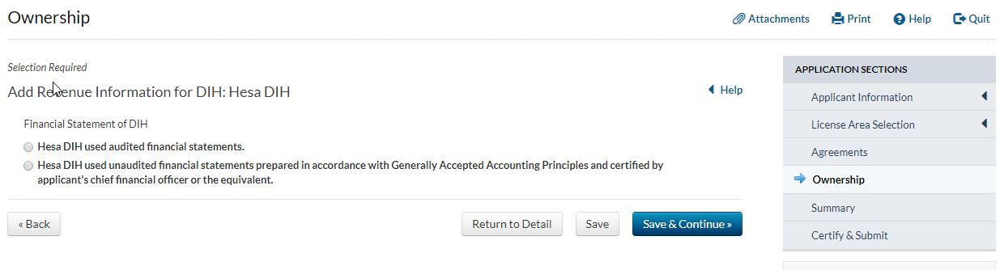 Ownership
Attachments
Print
Help
Quit
Selection Required
Add Revenue Information for DIH: Hesa DIH
Help
Financial Statement of DIH
Hesa DIH used audited financial statements.
Hesa DIH used unaudited financial statements prepared in accordance with Generally Accepted Accounting Principles and certified by
applicant's chief financial officer or the equivalent.
« Back
Return to Detail
Save
Save & Continue »
APPLICATION SECTIONS
Applicant Information
License Area Selection
Agreements
Ownership
Summary
Certify & Submit